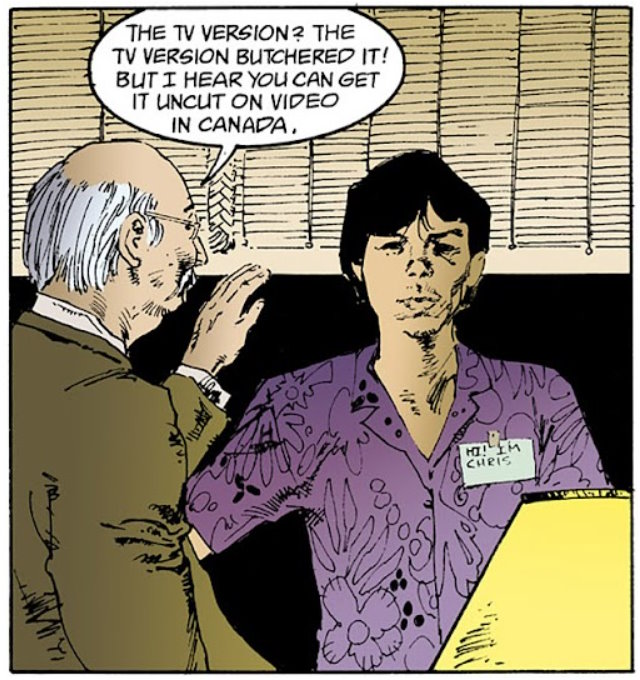 THE TV VERSION? THE
TV VERSION BUTCHERED IT!
BUT I HEAR YOU CAN GET
IT UNCUT ON VIDEO
IN CANADA.
HI! I'M
CHRIS